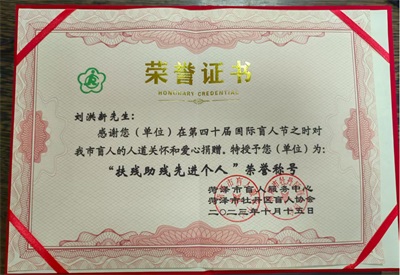 荣誉证书
HONORARY CREDENTIAL
刘洪新先生：
感谢您（单位）在第四十届国际盲人节之时对
我市盲人的人道关怀和爱心捐赠。特授予您（单位）为：
“扶残助残先进个人”荣誉称号
菏泽市盲人服务中心
菏泽市牡丹区盲人协会
二〇二三年十月十五日